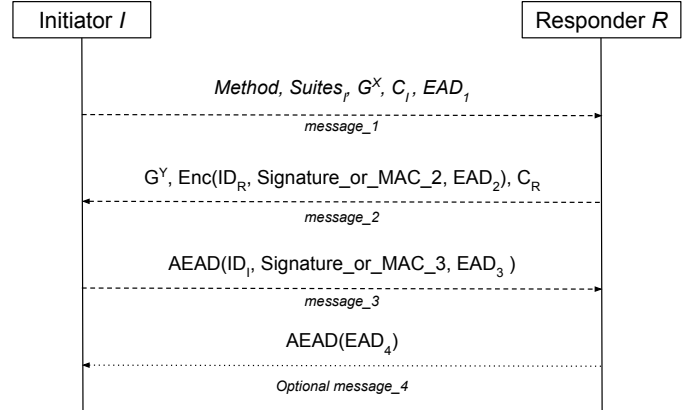 Initiator I
Responder R
Method, Suites_I, G^X, C_I, EAD_1
message_1
G^Y, Enc(ID_R, Signature_or_MAC_2, EAD_2), C_R
message_2
AEAD(ID_I, Signature_or_MAC_3, EAD_3 )
message_3
AEAD(EAD_4)
Optional message_4